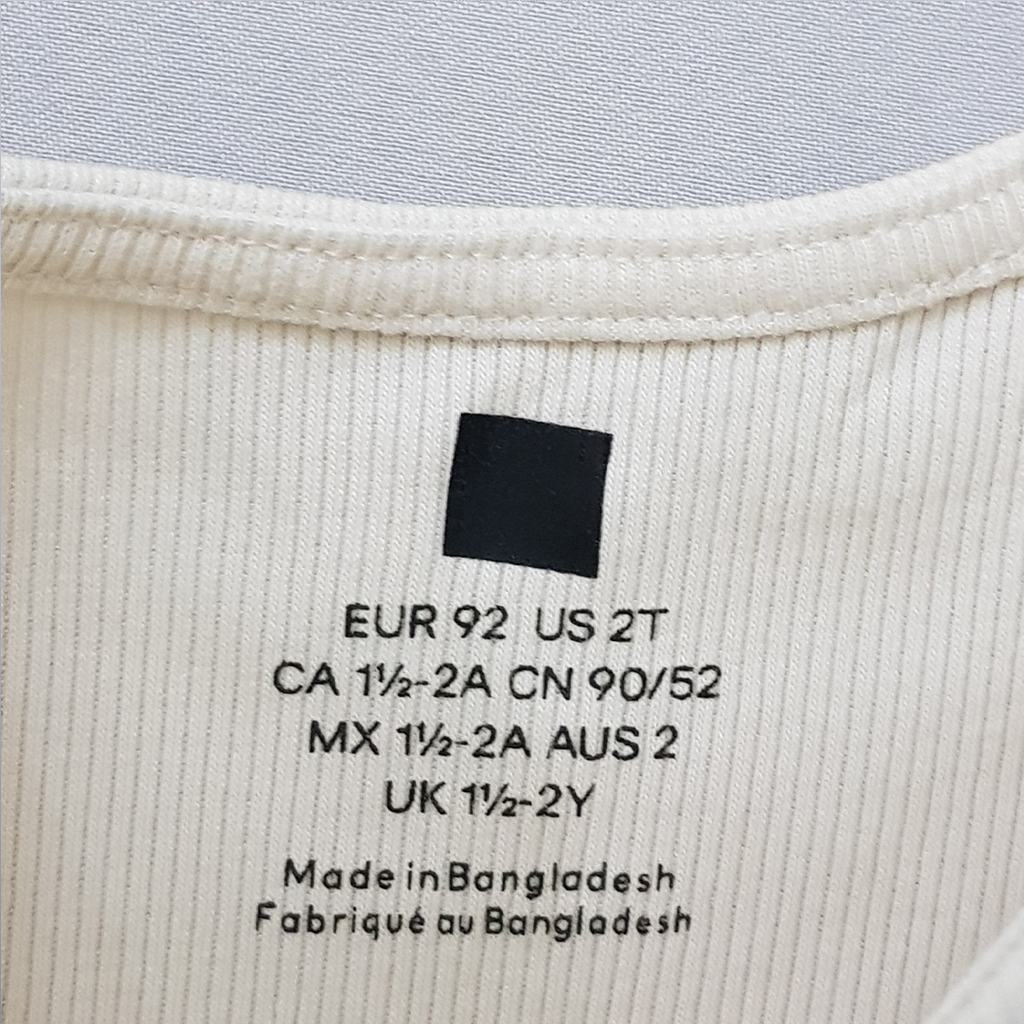 EUR 92 US 2T
CA 1½-2A CN 90/52
MX 1½-2A AUS 2
UK 1½-2Y
Made in Bangladesh
Fabriqué au Bangladesh